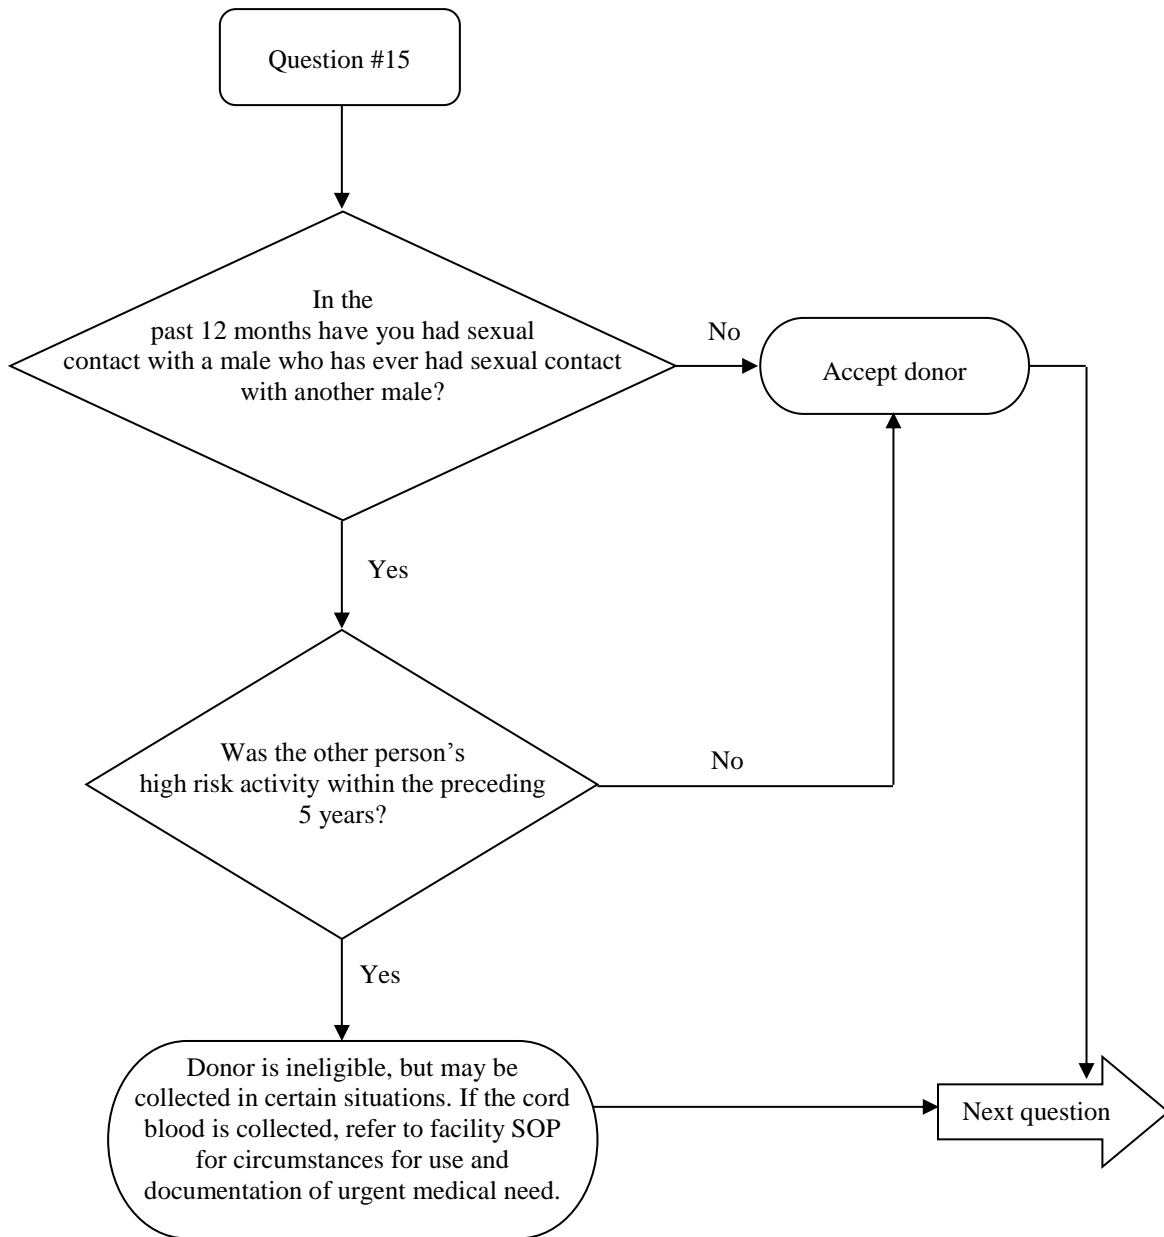 Question #15
In the
past 12 months have you had sexual
contact with a male who has ever had sexual contact
with another male?
No
Accept donor
Yes
Was the other person’s
high risk activity within the preceding
5 years?
No
Yes
Donor is ineligible, but may be
collected in certain situations. If the cord
blood is collected, refer to facility SOP
for circumstances for use and
documentation of urgent medical need.
Next question